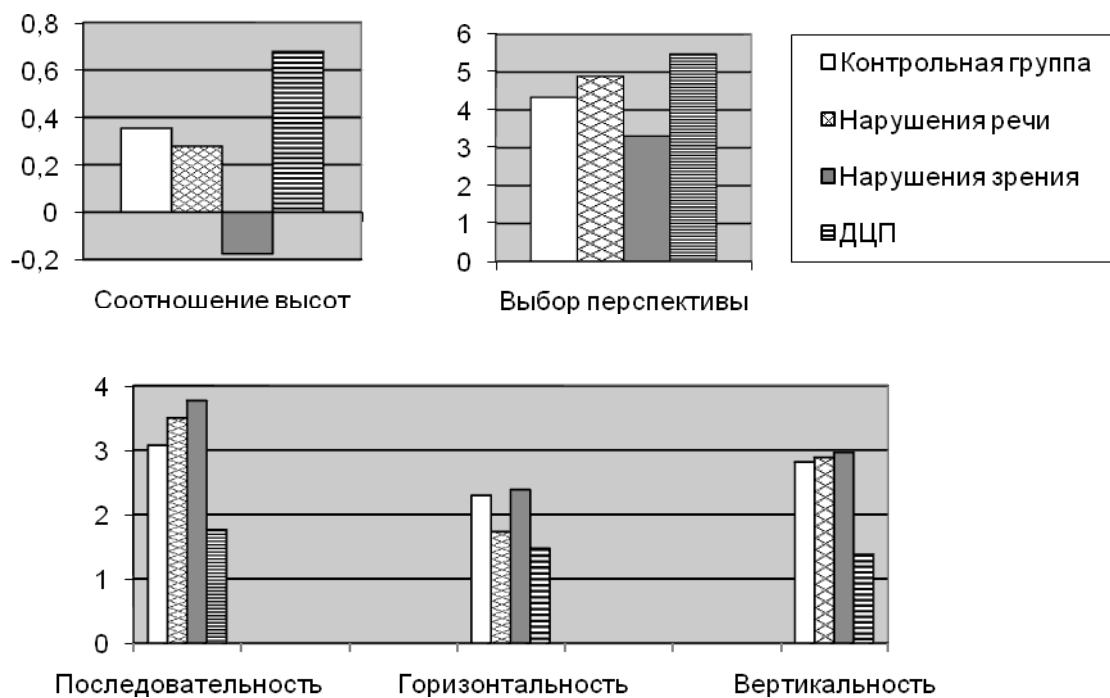 0,8
0,6
0,4
0,2
0
-0,2
Соотношение высот
6
5
4
3
2
1
0
Выбор перспективы
Контрольная группа
Нарушения речи
Нарушения зрения
ДЦП
4
3
2
1
0
Последовательность
Горизонтальность
Вертикальность